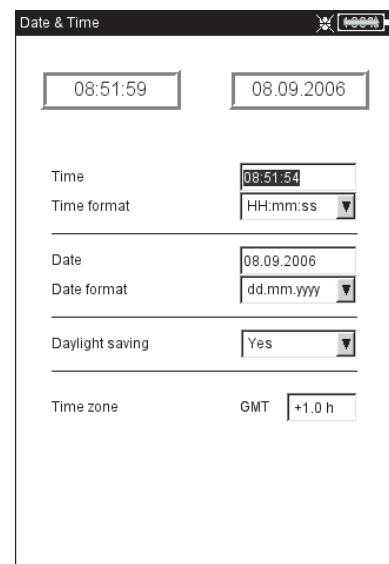 Date & Time
08:51:59 08.09.2006
Time 08:51:54
Time format HH:mm:ss
Date 08.09.2006
Date format dd.mm.yyyy
Daylight saving Yes
Time zone GMT +1.0 h